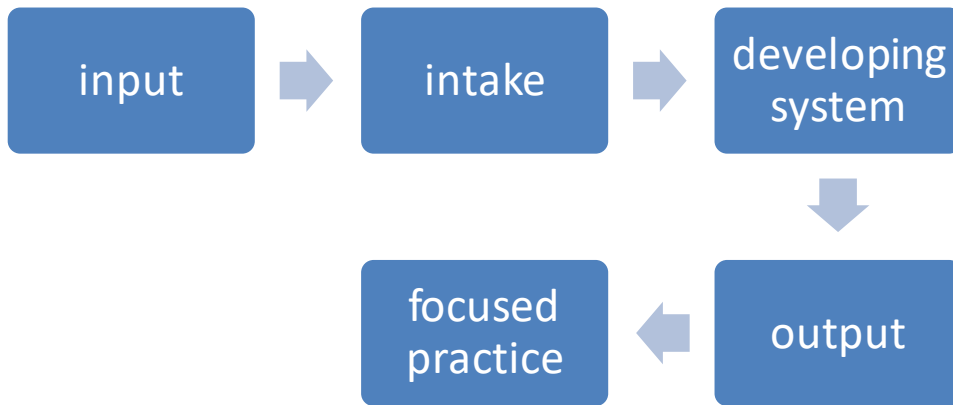 input
intake
developing
system
output
focused
practice